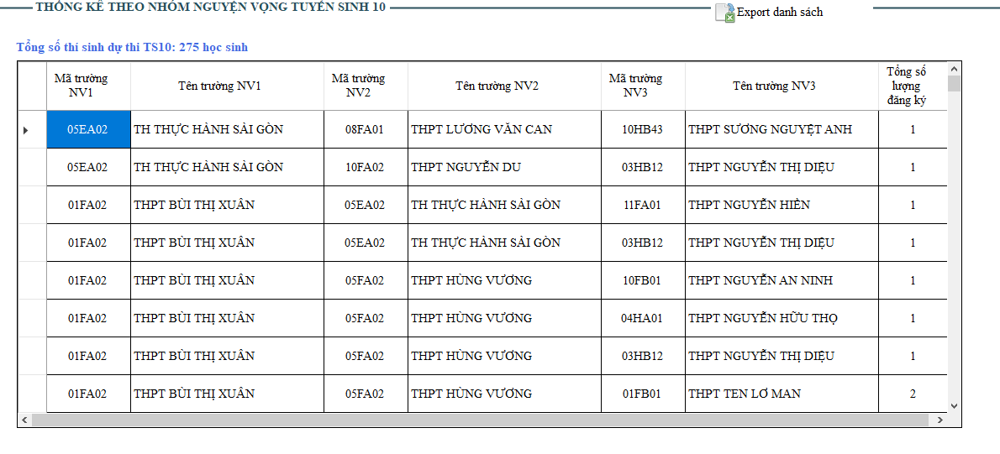 THỐNG KÊ THEO NHÓM NGUYỆN VỌNG TUYỂN SINH 10
Export danh sách
Tổng số thí sinh dự thi TS10: 275 học sinh
Mã trường NV1 Tên trường NV1 Mã trường NV2 Tên trường NV2 Mã trường NV3 Tên trường NV3 Tổng số lượng đăng ký
05EA02 TH THỰC HÀNH SÀI GÒN 08FA01 THPT LƯƠNG VĂN CAN 10HB43 THPT SƯƠNG NGUYỆT ANH 1
05EA02 TH THỰC HÀNH SÀI GÒN 10FA02 THPT NGUYỄN DU 03HB12 THPT NGUYỄN THỊ DIỆU 1
01FA02 THPT BÙI THỊ XUÂN 05EA02 TH THỰC HÀNH SÀI GÒN 11FA01 THPT NGUYỄN HIỀN 1
01FA02 THPT BÙI THỊ XUÂN 05EA02 TH THỰC HÀNH SÀI GÒN 03HB12 THPT NGUYỄN THỊ DIỆU 1
01FA02 THPT BÙI THỊ XUÂN 05FA02 THPT HÙNG VƯƠNG 10FB01 THPT NGUYỄN AN NINH 1
01FA02 THPT BÙI THỊ XUÂN 05FA02 THPT HÙNG VƯƠNG 04HA01 THPT NGUYỄN HỮU THỌ 1
01FA02 THPT BÙI THỊ XUÂN 05FA02 THPT HÙNG VƯƠNG 03HB12 THPT NGUYỄN THỊ DIỆU 1
01FA02 THPT BÙI THỊ XUÂN 05FA02 THPT HÙNG VƯƠNG 01FB01 THPT TEN LƠ MAN 2